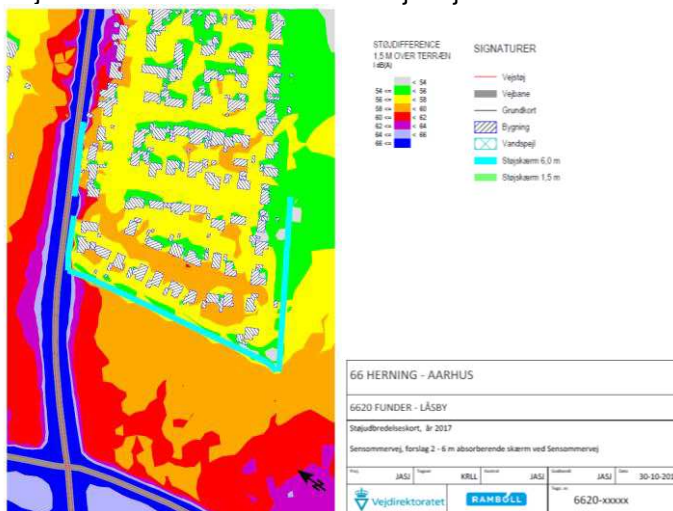 STØJDIFFERENCE
1,5 M OVER TERRÆN
I dB(A)
< 54
54 <= < 56
56 <= < 58
58 <= < 60
60 <= < 62
62 <= < 64
64 <= < 66
66 <=
SIGNATURER
Vejstøj
Vejbane
Grundkort
Bygning
Vandspejl
Støjskærm 6,0 m
Støjskærm 1,5 m
66 HERNING - AARHUS
6620 FUNDER - LÅSBY
Støjudbredelseskort, år 2017
Sensommervej, forslag 2 - 6 m absorberende skærm ved Sensommervej
JASJ KRLL JASJ JASJ 30-10-201
Vejdirektoratet RAMBOLL 6620-xxxxx